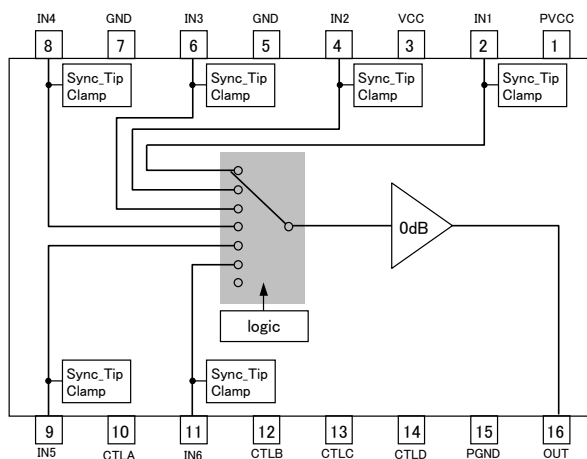 IN4 GND IN3 GND IN2 VCC IN1 PVCC
8 7 6 5 4 3 2 1
Sync_Tip Sync_Tip Sync_Tip Sync_Tip
Clamp Clamp Clamp Clamp
0dB
logic
Sync_Tip Sync_Tip
Clamp Clamp
9 10 11 12 13 14 15 16
IN5 CTLA IN6 CTLB CTLC CTLD PGND OUT